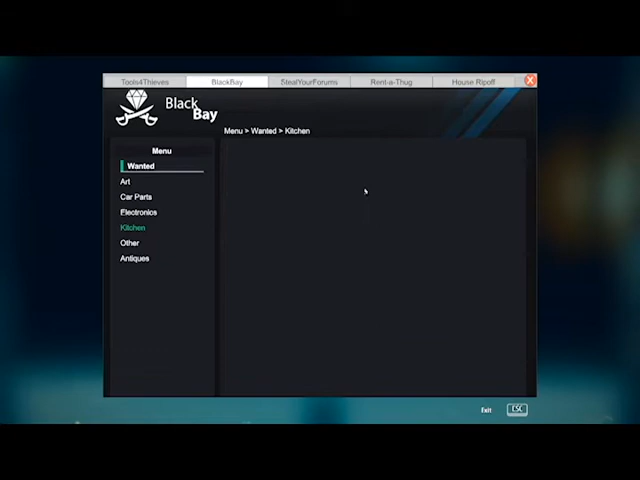 Tools4Thieves BlackBay StealYourForums Rent-a-Thug House Ripoff X
Black
Bay
Menu > Wanted > Kitchen
Menu
Wanted
Art
Car Parts
Electronics
Kitchen
Other
Antiques
Exit ESC